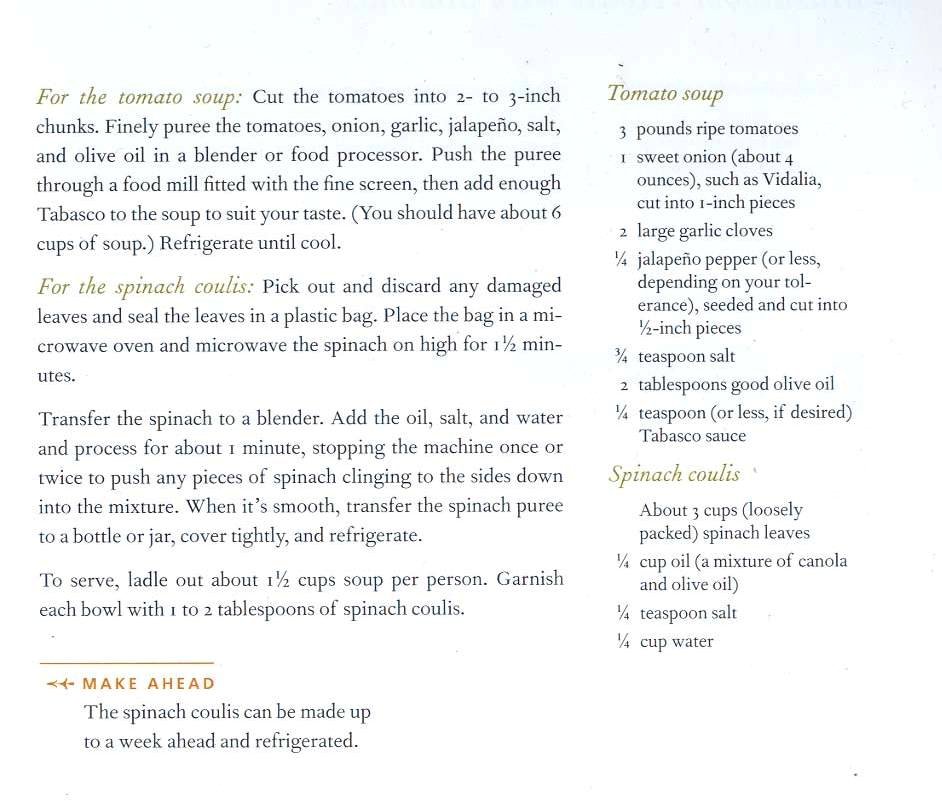 For the tomato soup: Cut the tomatoes into 2- to 3-inch
chunks. Finely puree the tomatoes, onion, garlic, jalapeño, salt,
and olive oil in a blender or food processor. Push the puree
through a food mill fitted with the fine screen, then add enough
Tabasco to the soup to suit your taste. (You should have about 6
cups of soup.) Refrigerate until cool.
For the spinach coulis: Pick out and discard any damaged
leaves and seal the leaves in a plastic bag. Place the bag in a mi-
crowave oven and microwave the spinach on high for 1½ min-
utes.
Transfer the spinach to a blender. Add the oil, salt, and water
and process for about 1 minute, stopping the machine once or
twice to push any pieces of spinach clinging to the sides down
into the mixture. When it's smooth, transfer the spinach puree
to a bottle or jar, cover tightly, and refrigerate.
To serve, ladle out about 1½ cups soup per person. Garnish
each bowl with 1 to 2 tablespoons of spinach coulis.
MAKE AHEAD
The spinach coulis can be made up
to a week ahead and refrigerated.
Tomato soup
3 pounds ripe tomatoes
1 sweet onion (about 4
ounces), such as Vidalia,
cut into 1-inch pieces
2 large garlic cloves
¼ jalapeño pepper (or less,
depending on your tol-
erance), seeded and cut into
½-inch pieces
¾ teaspoon salt
2 tablespoons good olive oil
¼ teaspoon (or less, if desired)
Tabasco sauce
Spinach coulis
About 3 cups (loosely
packed) spinach leaves
¼ cup oil (a mixture of canola
and olive oil)
¼ teaspoon salt
¼ cup water